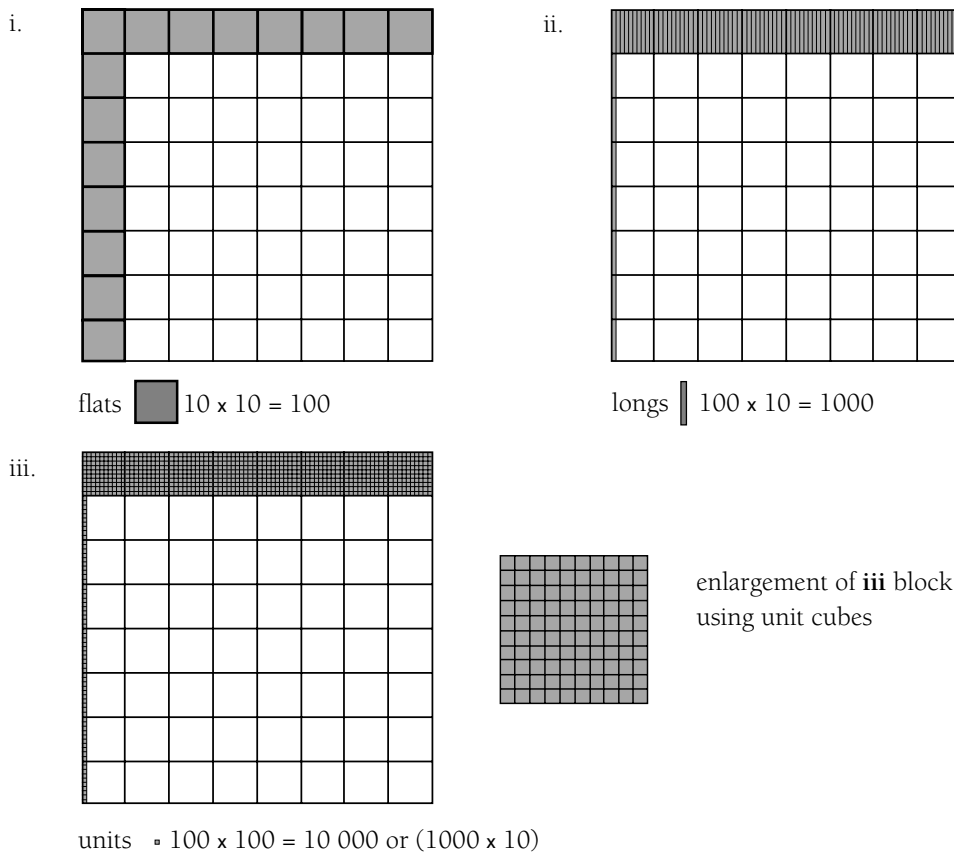 i.
ii.
flats 10 x 10 = 100
longs 100 x 10 = 1000
iii.
enlargement of iii block
using unit cubes
units 100 x 100 = 10 000 or (1000 x 10)